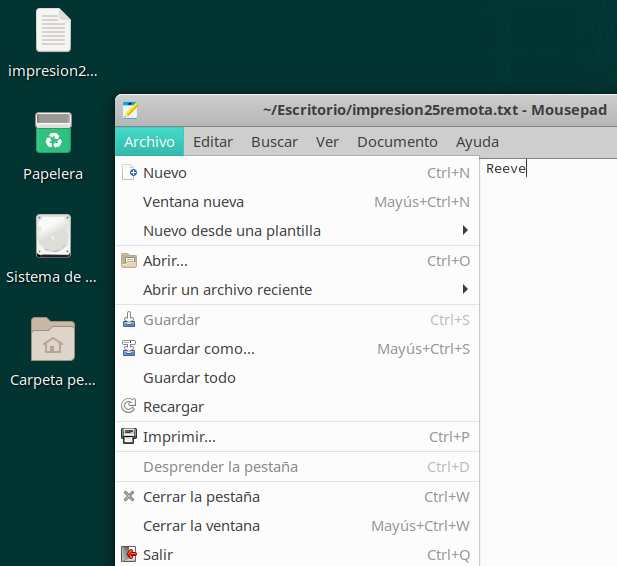 impresion2...
Papelera
Sistema de ...
Carpeta pe...
~/Escritorio/impresion25remota.txt - Mousepad
Archivo Editar Buscar Ver Documento Ayuda
Nuevo Ctrl+N
Ventana nueva Mayús+Ctrl+N
Nuevo desde una plantilla
Abrir... Ctrl+O
Abrir un archivo reciente
Guardar Ctrl+S
Guardar como... Mayús+Ctrl+S
Guardar todo
Recargar
Imprimir... Ctrl+P
Desprender la pestaña Ctrl+D
Cerrar la pestaña Ctrl+W
Cerrar la ventana Mayús+Ctrl+W
Salir Ctrl+Q
Reeve